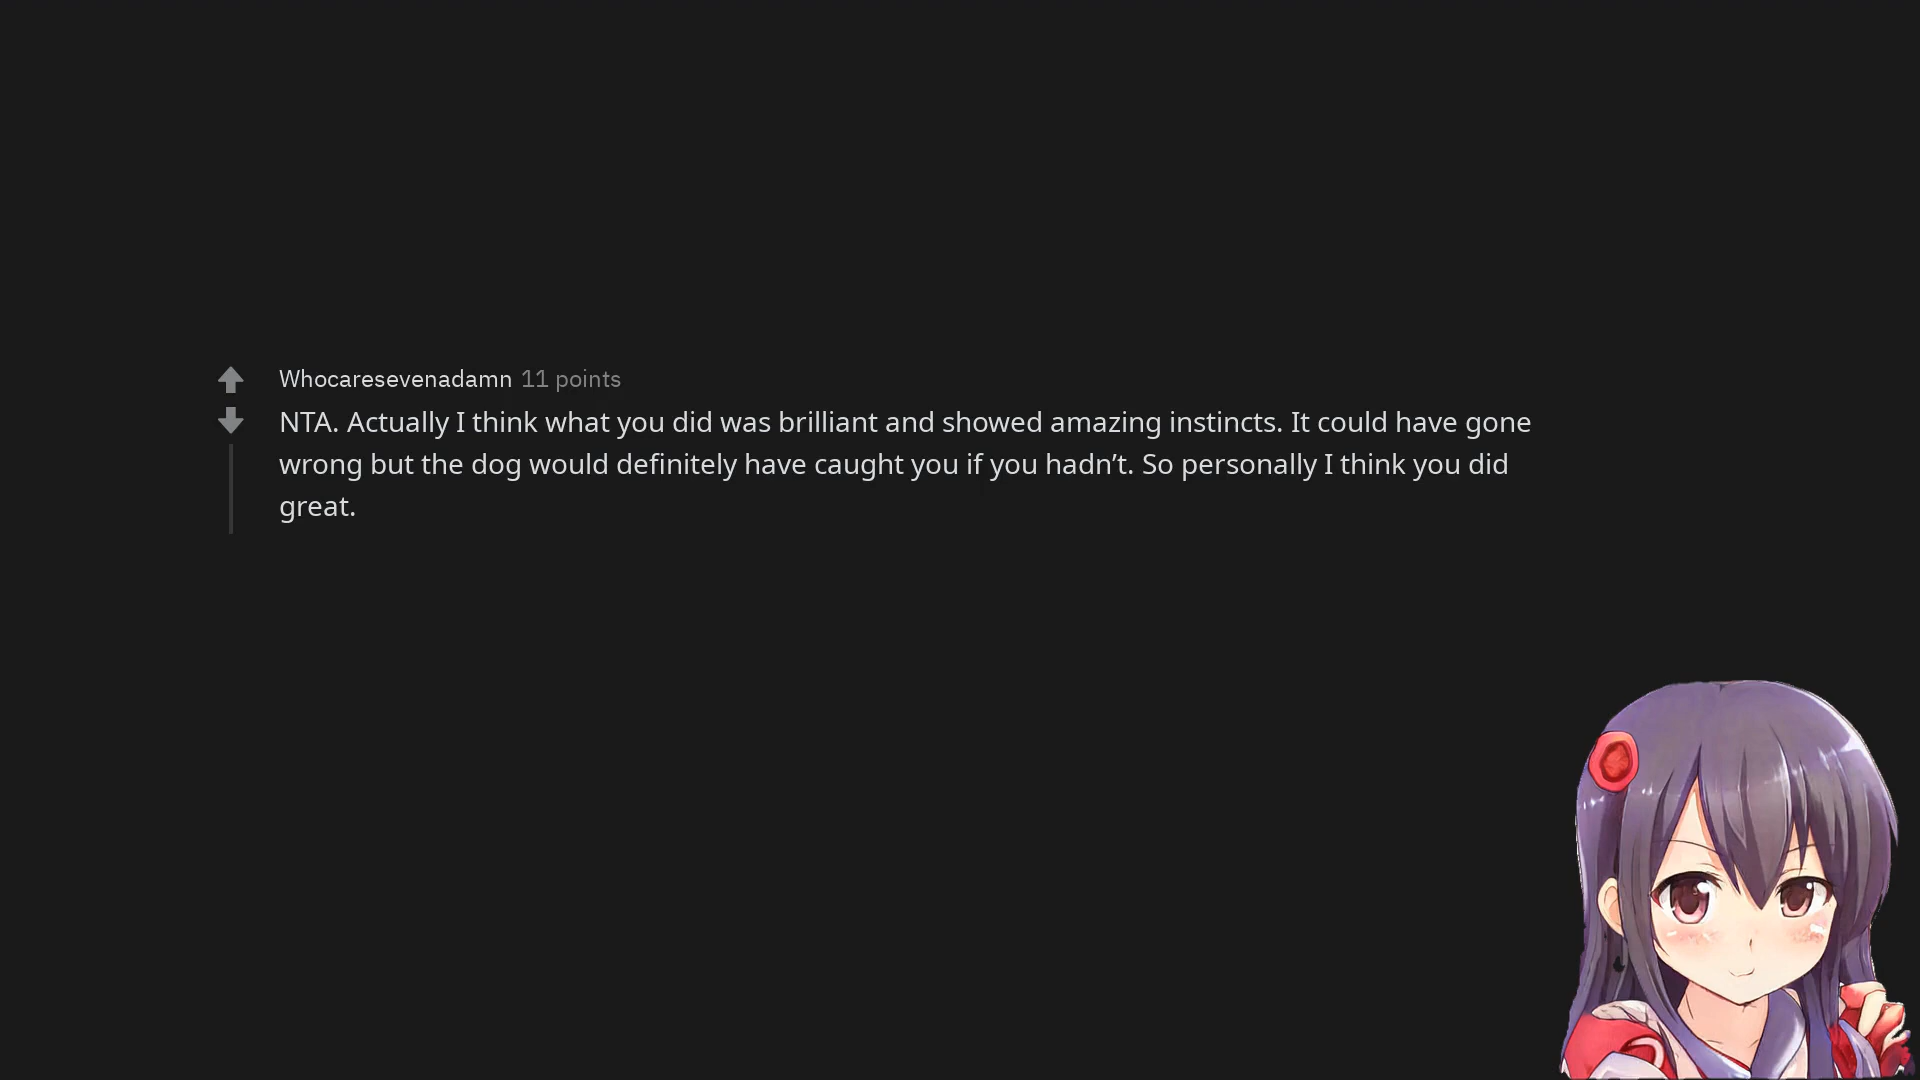 Whocaresevenadamn 11 points
NTA. Actually I think what you did was brilliant and showed amazing instincts. It could have gone
wrong but the dog would definitely have caught you if you hadn’t. So personally I think you did
great.